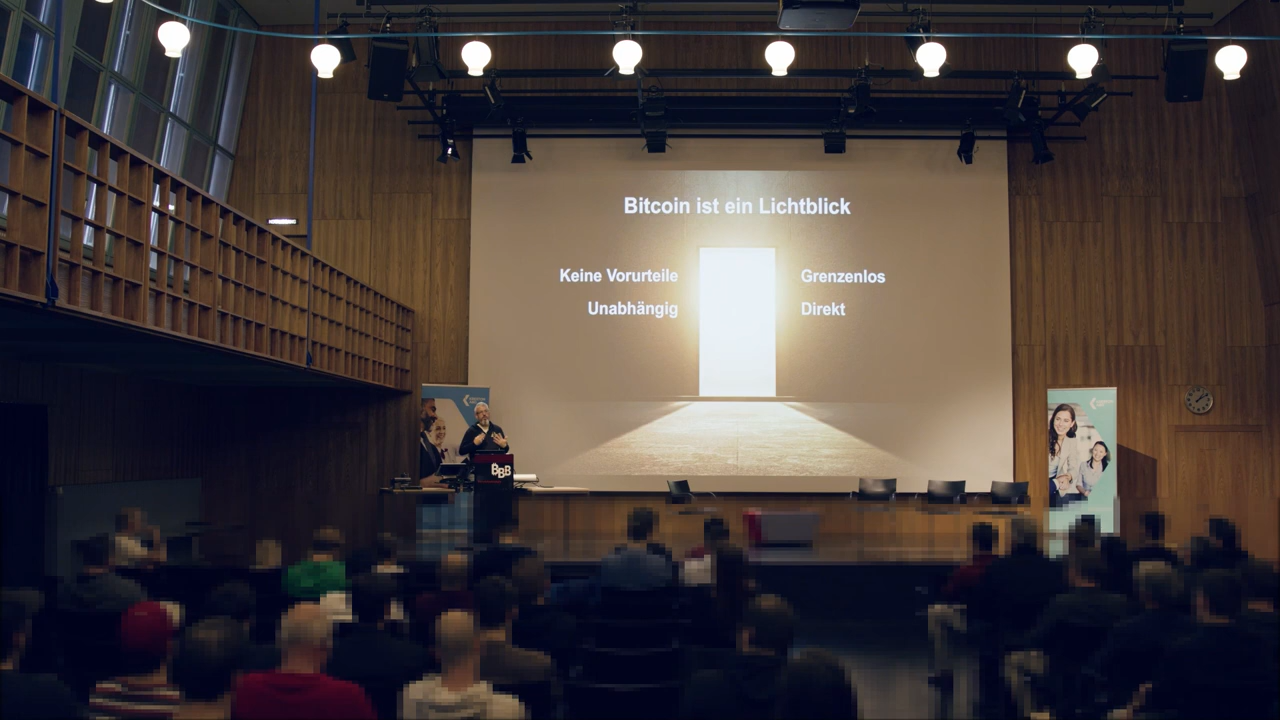 Bitcoin ist ein Lichtblick
Keine Vorurteile
Grenzenlos
Unabhängig
Direkt
BBB